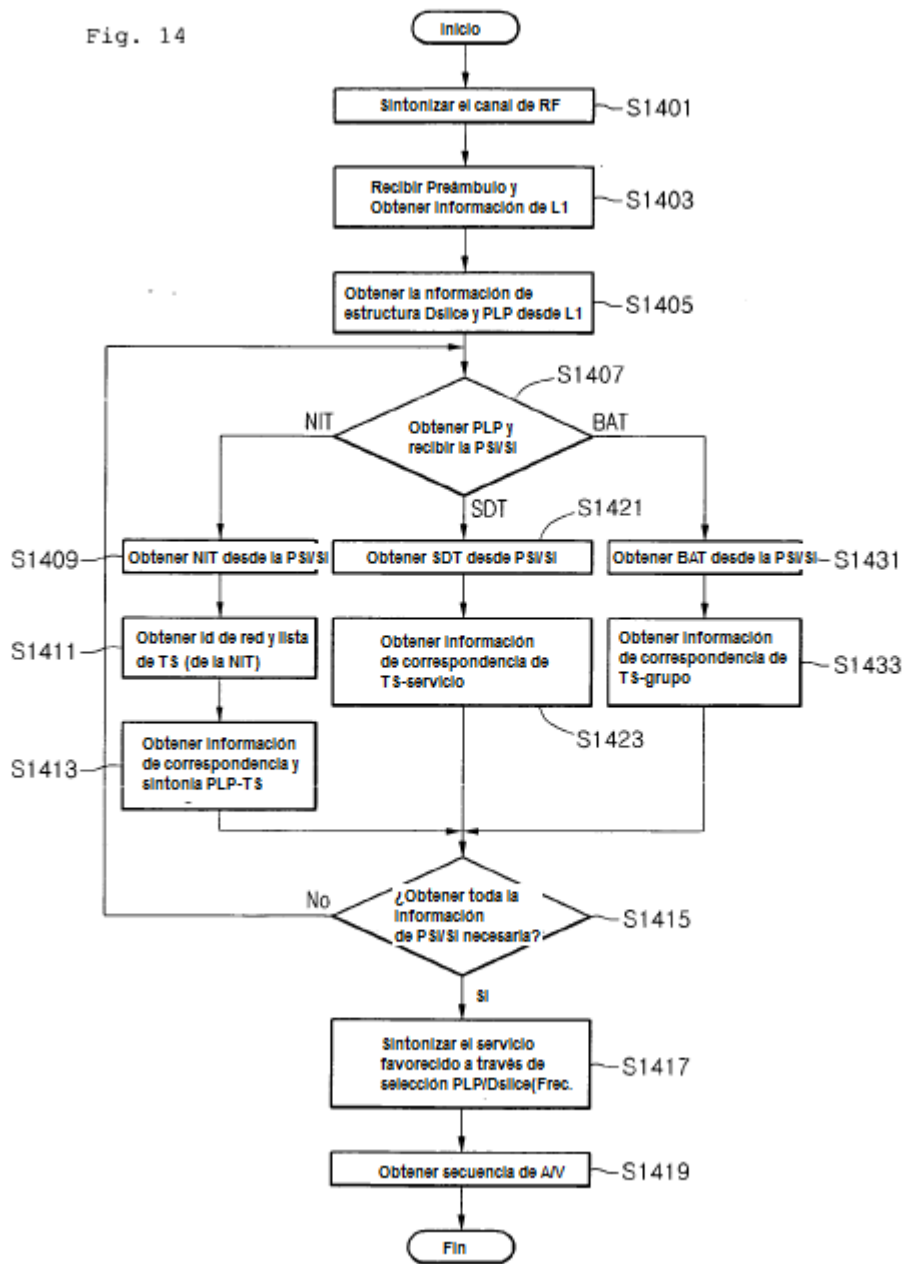 Fig. 14
Inicio
Sintonizar el canal de RF
S1401
Recibir Preámbulo y
Obtener información de L1
S1403
Obtener la nformación de
estructura Dslice y PLP desde L1
S1405
S1407
NIT
Obtener PLP y
recibir la PSI/SI
BAT
SDT
S1421
S1409
Obtener NIT desde la PSI/SI
Obtener SDT desde PSI/SI
Obtener BAT desde la PSI/SI
S1431
S1411
Obtener id de red y lista
de TS (de la NIT)
Obtener información
de correspondencia de
TS-servicio
Obtener información
de correspondencia de
TS-grupo
S1433
S1423
S1413
Obtener información
de correspondencia y
sintonía PLP-TS
No
¿Obtener toda la
información
de PSI/SI necesaria?
S1415
SI
Sintonizar el servicio
favorecido a través de
selección PLP/Dslice(Frec.
S1417
Obtener secuencia de A/V
S1419
Fin